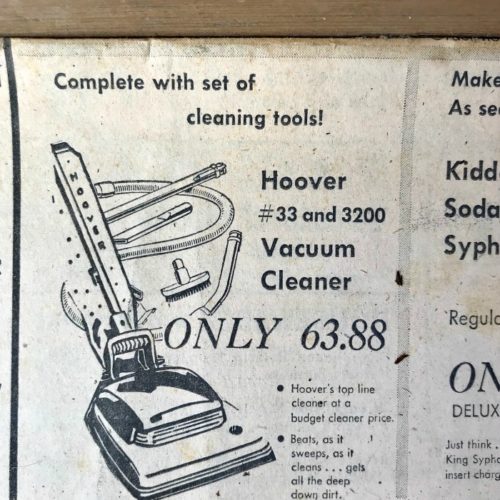 Complete with set of
cleaning tools!
HOOVER
Hoover
#33 and 3200
Vacuum
Cleaner
ONLY 63.88
• Hoover's top line
cleaner at a
budget cleaner price.
• Beats, as it
sweeps, as it
cleans . . . gets
all the deep
down dirt.
Make
As se
Kidd
Soda
Syph
Regul
ON
DELUX
Just think . .
King Sypho
insert charg